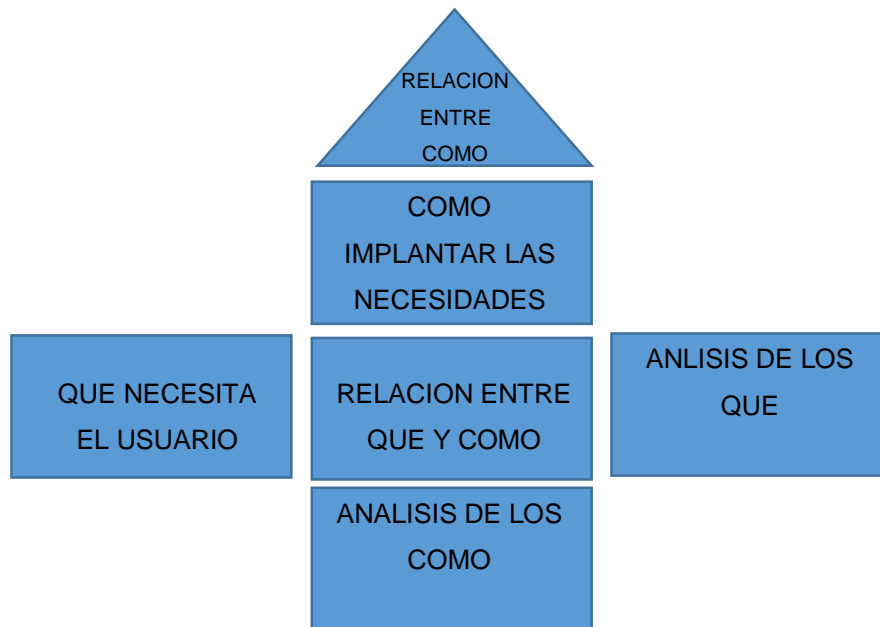 RELACION
ENTRE
COMO
COMO
IMPLANTAR LAS
NECESIDADES
QUE NECESITA
EL USUARIO
RELACION ENTRE
QUE Y COMO
ANLISIS DE LOS
QUE
ANALISIS DE LOS
COMO